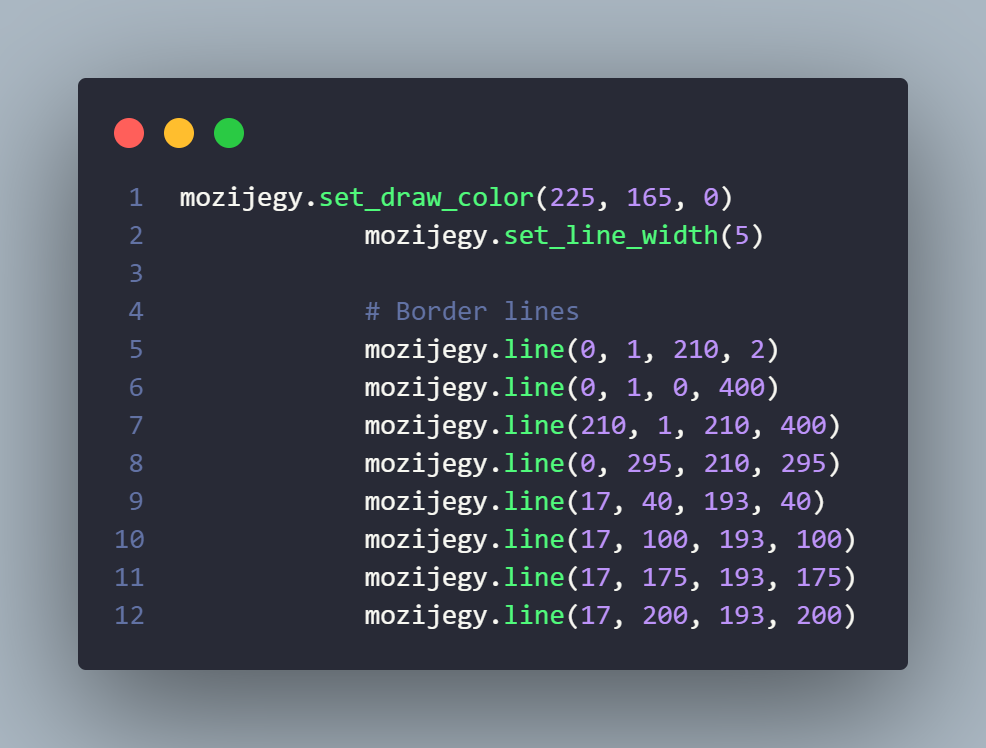 1 mozijegy.set_draw_color(225, 165, 0)
2             mozijegy.set_line_width(5)
3
4             # Border lines
5             mozijegy.line(0, 1, 210, 2)
6             mozijegy.line(0, 1, 0, 400)
7             mozijegy.line(210, 1, 210, 400)
8             mozijegy.line(0, 295, 210, 295)
9             mozijegy.line(17, 40, 193, 40)
10             mozijegy.line(17, 100, 193, 100)
11             mozijegy.line(17, 175, 193, 175)
12             mozijegy.line(17, 200, 193, 200)